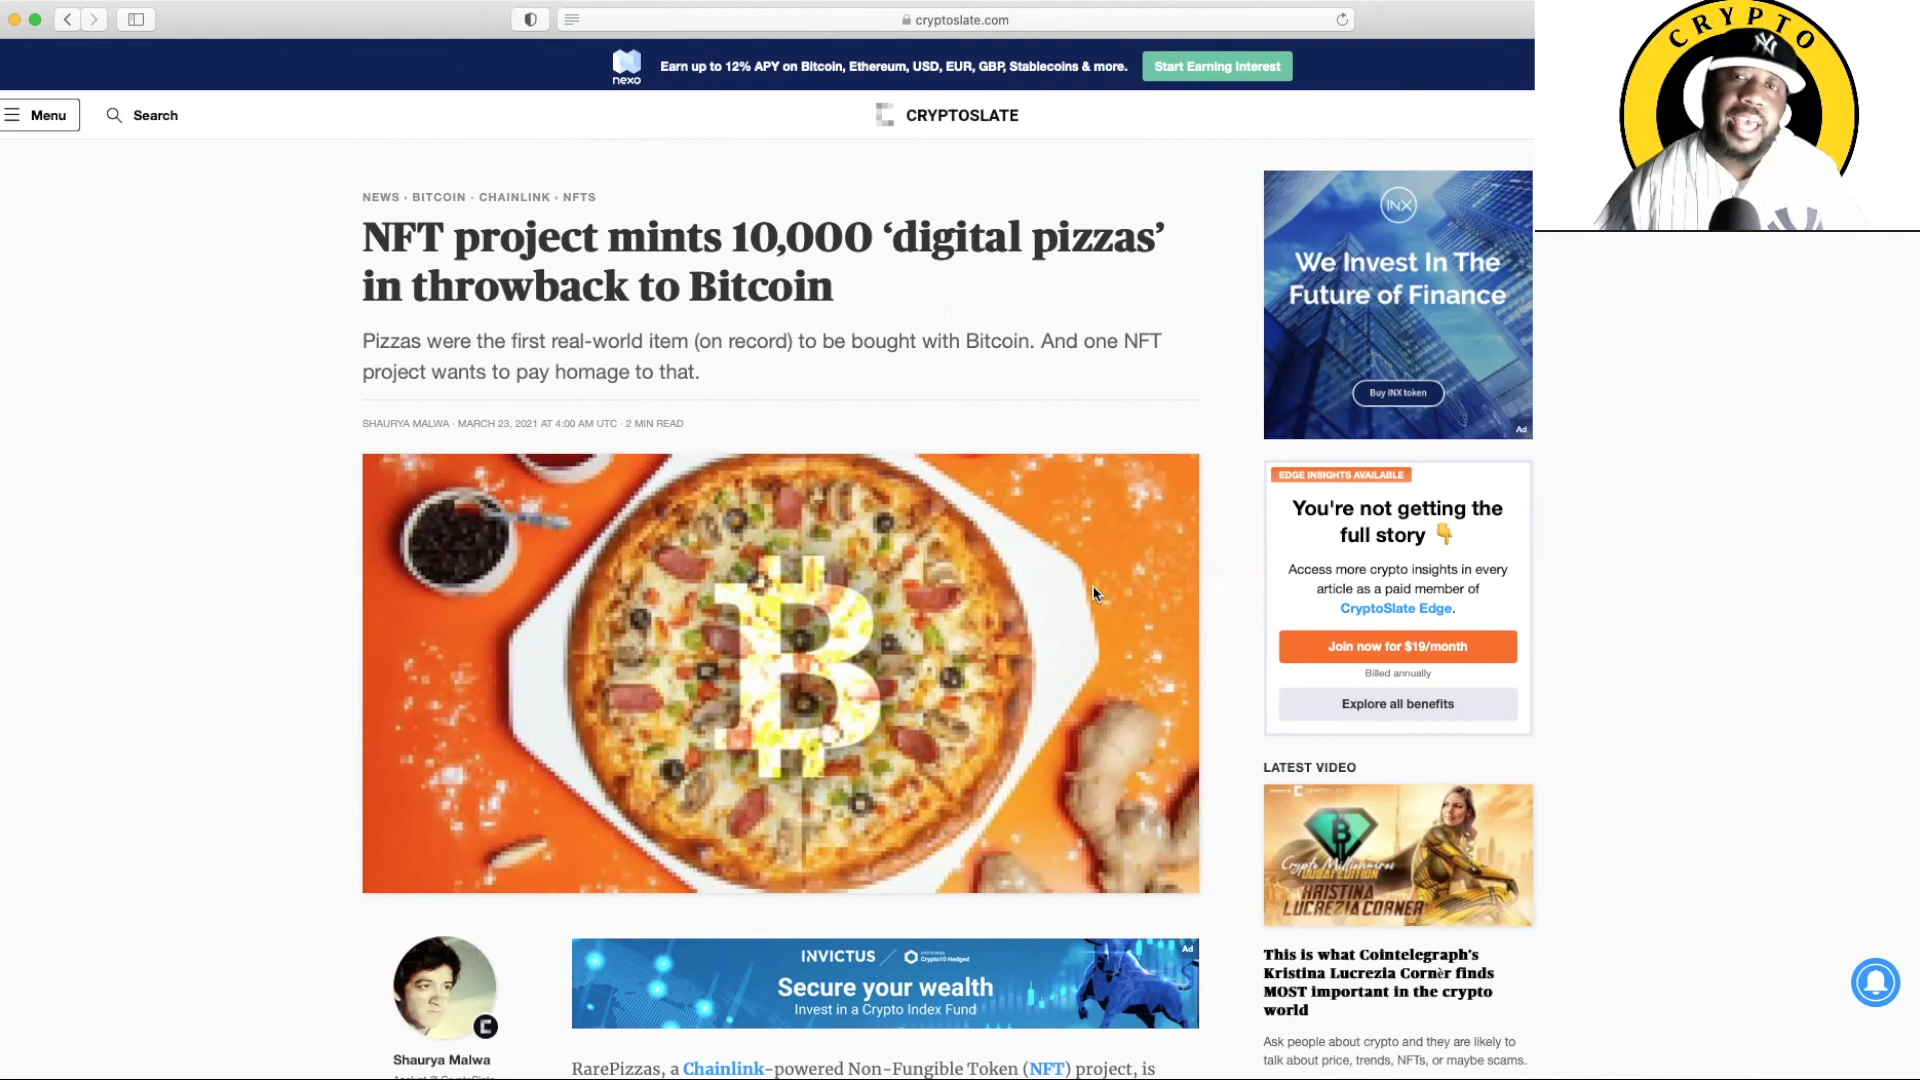 cryptoslate.com
nexo
Earn up to 12% APY on Bitcoin, Ethereum, USD, EUR, GBP, Stablecoins & more.
Start Earning Interest
Menu
Search
CRYPTOSLATE
CRYPTO
NY
NEWS › BITCOIN · CHAINLINK › NFTS
NFT project mints 10,000 ‘digital pizzas’
in throwback to Bitcoin
Pizzas were the first real-world item (on record) to be bought with Bitcoin. And one NFT
project wants to pay homage to that.
SHAURYA MALWA · MARCH 23, 2021 AT 4:00 AM UTC · 2 MIN READ
INX
We Invest In The
Future of Finance
Buy INX token
Ad
EDGE INSIGHTS AVAILABLE
You're not getting the
full story 👇
Access more crypto insights in every
article as a paid member of
CryptoSlate Edge.
Join now for $19/month
Billed annually
Explore all benefits
LATEST VIDEO
Crypto Millionaires
DUBAI EDITION
KRISTINA
LUCREZIA CORNER
This is what Cointelegraph's
Kristina Lucrezia Cornèr finds
MOST important in the crypto
world
Ask people about crypto and they are likely to
talk about price, trends, NFTs, or maybe scams.
INVICTUS
Crypto10 Hedged
Ad
Secure your wealth
Invest in a Crypto Index Fund
Shaurya Malwa
RarePizzas, a Chainlink-powered Non-Fungible Token (NFT) project, is